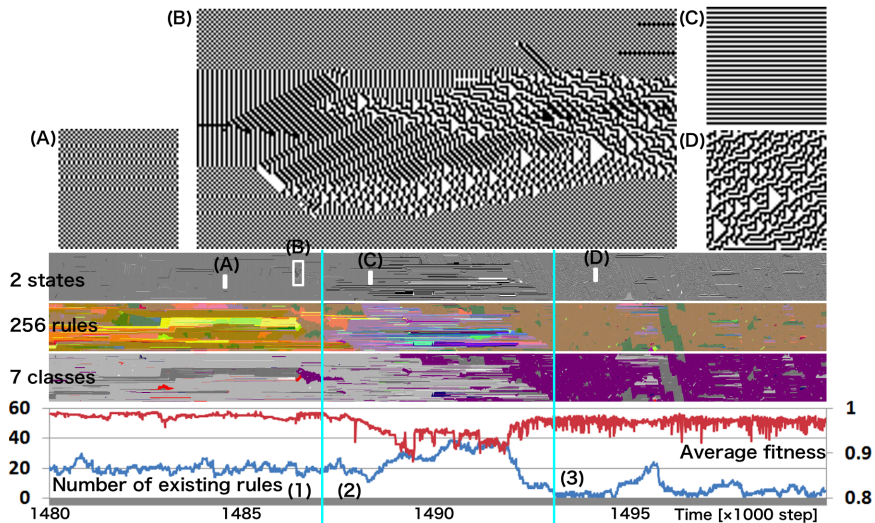 (B)
(C)
(A)
(D)
(B)
(A)
(C)
(D)
2 states
256 rules
7 classes
60
1
40
Average fitness
0.9
20
Number of existing rules
(1)
(2)
(3)
0
0.8
1480
1485
1490
1495
Time [×1000 step]